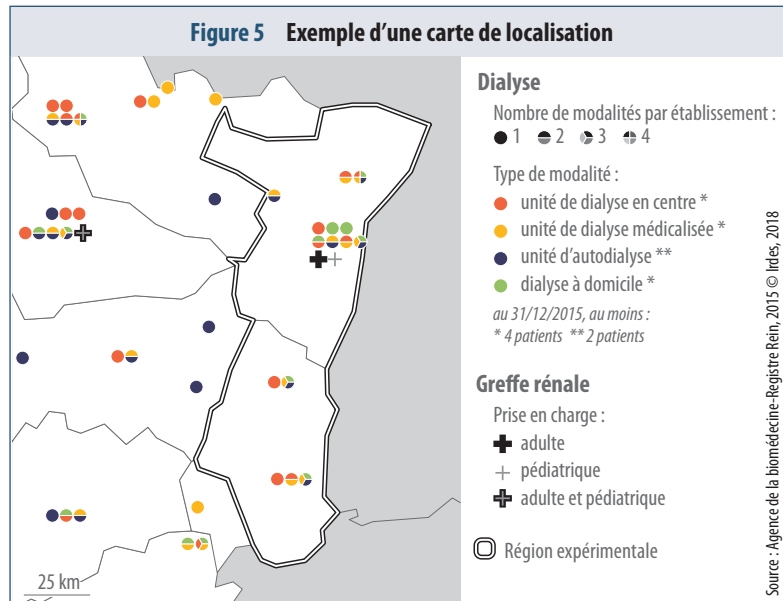 Figure 5 Exemple d'une carte de localisation
Dialyse
Nombre de modalités par établissement :
1 2 3 4
Type de modalité :
unité de dialyse en centre *
unité de dialyse médicalisée *
unité d'autodialyse **
dialyse à domicile *
au 31/12/2015, au moins :
* 4 patients ** 2 patients
Greffe rénale
Prise en charge :
adulte
pédiatrique
adulte et pédiatrique
Région expérimentale
25 km
Source : Agence de la biomédecine-Registre Rein, 2015 © Irdes, 2018